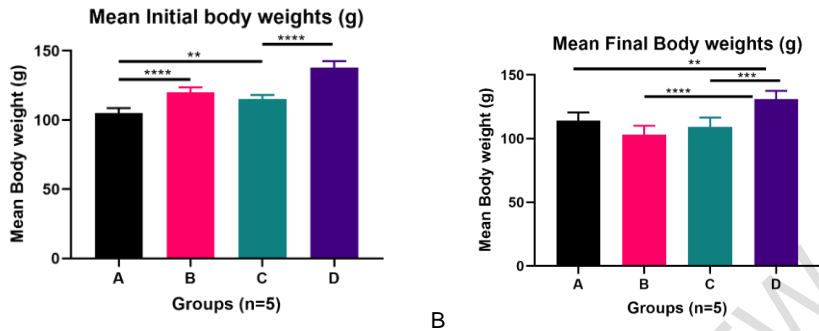 Mean Initial body weights (g)
Mean Body weight (g)
150
100
50
0
**
****
****
A B C D
Groups (n=5)
B
Mean Final Body weights (g)
Mean Body weight (g)
150
100
50
0
**
***
****
A B C D
Groups (n=5)